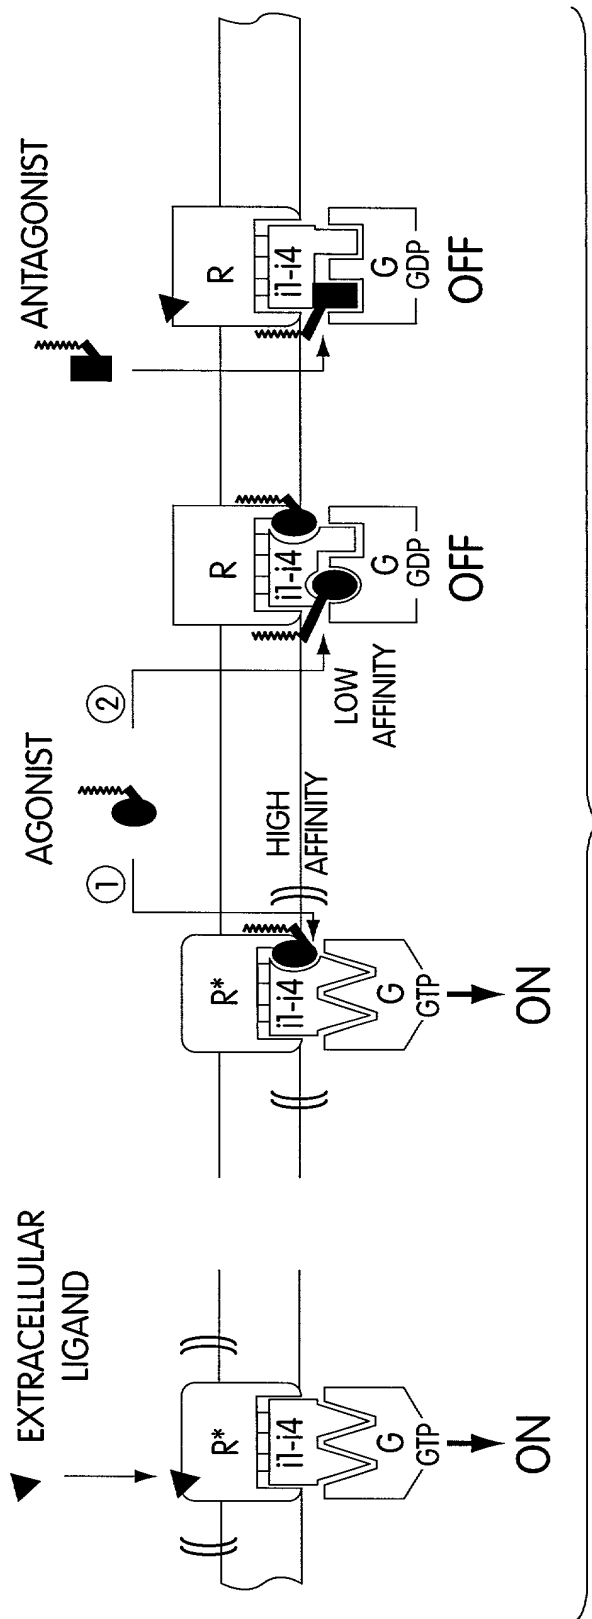 EXTRACELLULAR
LIGAND
R*
i1-i4
G
GTP
ON
AGONIST
1
2
HIGH
AFFINITY
R*
i1-i4
G
GTP
ON
LOW
AFFINITY
R
i1-i4
G
GDP
OFF
ANTAGONIST
R
i1-i4
G
GDP
OFF